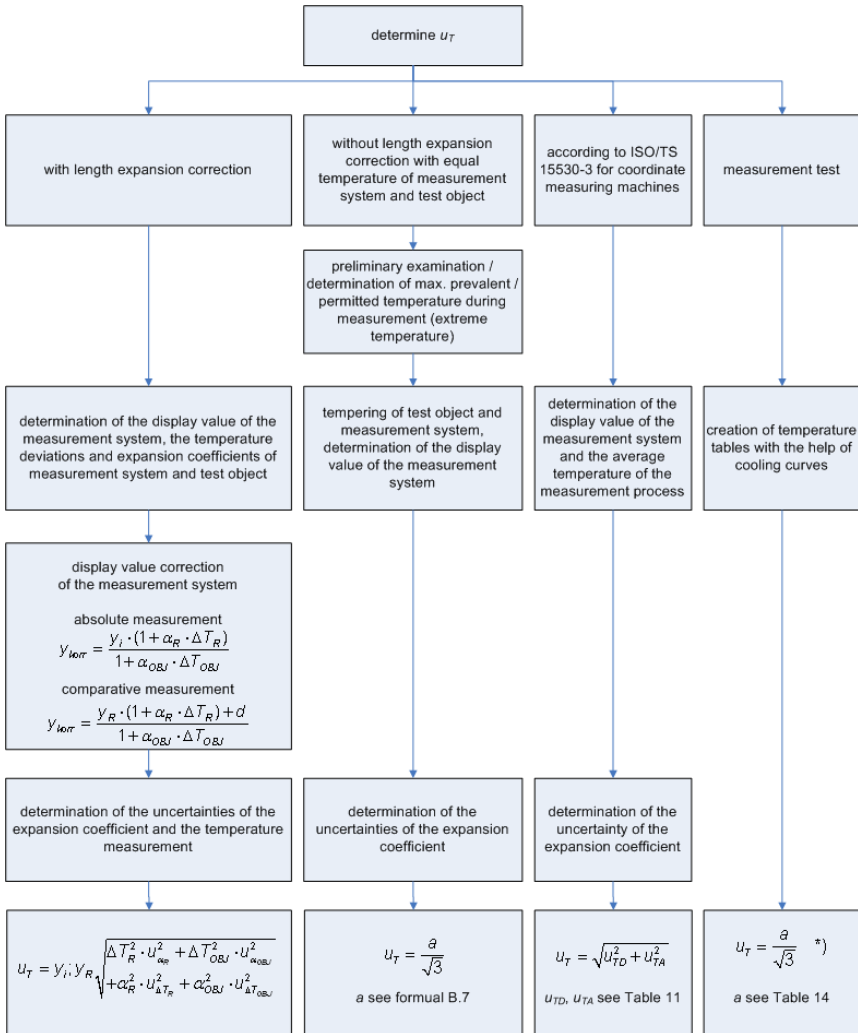 determine u_T
with length expansion correction
without length expansion
correction with equal
temperature of measurement
system and test object
according to ISO/TS
15530-3 for coordinate
measuring machines
measurement test
preliminary examination /
determination of max. prevalent /
permitted temperature during
measurement (extreme
temperature)
determination of the display value of the
measurement system, the temperature
deviations and expansion coefficients of
measurement system and test object
tempering of test object and
measurement system,
determination of the display
value of the measurement
system
determination of the
display value of the
measurement system
and the average
temperature of the
measurement process
creation of temperature
tables with the help of
cooling curves
display value correction
of the measurement system
absolute measurement
y_korr = (y_i · (1 + α_R · ΔT_R)) / (1 + α_OBJ · ΔT_OBJ)
comparative measurement
y_korr = (y_R · (1 + α_R · ΔT_R) + d) / (1 + α_OBJ · ΔT_OBJ)
determination of the uncertainties of the
expansion coefficient and the temperature
measurement
determination of the
uncertainties of the expansion
coefficient
determination of the
uncertainty of the
expansion coefficient
u_T = y_i; y_R √(ΔT_R² · u_αR² + ΔT_OBJ² · u_αOBJ²
+ α_R² · u_ΔT_R² + α_OBJ² · u_ΔT_OBJ²)
u_T = a / √3
a see formual B.7
u_T = √(u_TD² + u_TA²)
u_TD, u_TA see Table 11
u_T = a / √3 *)
a see Table 14